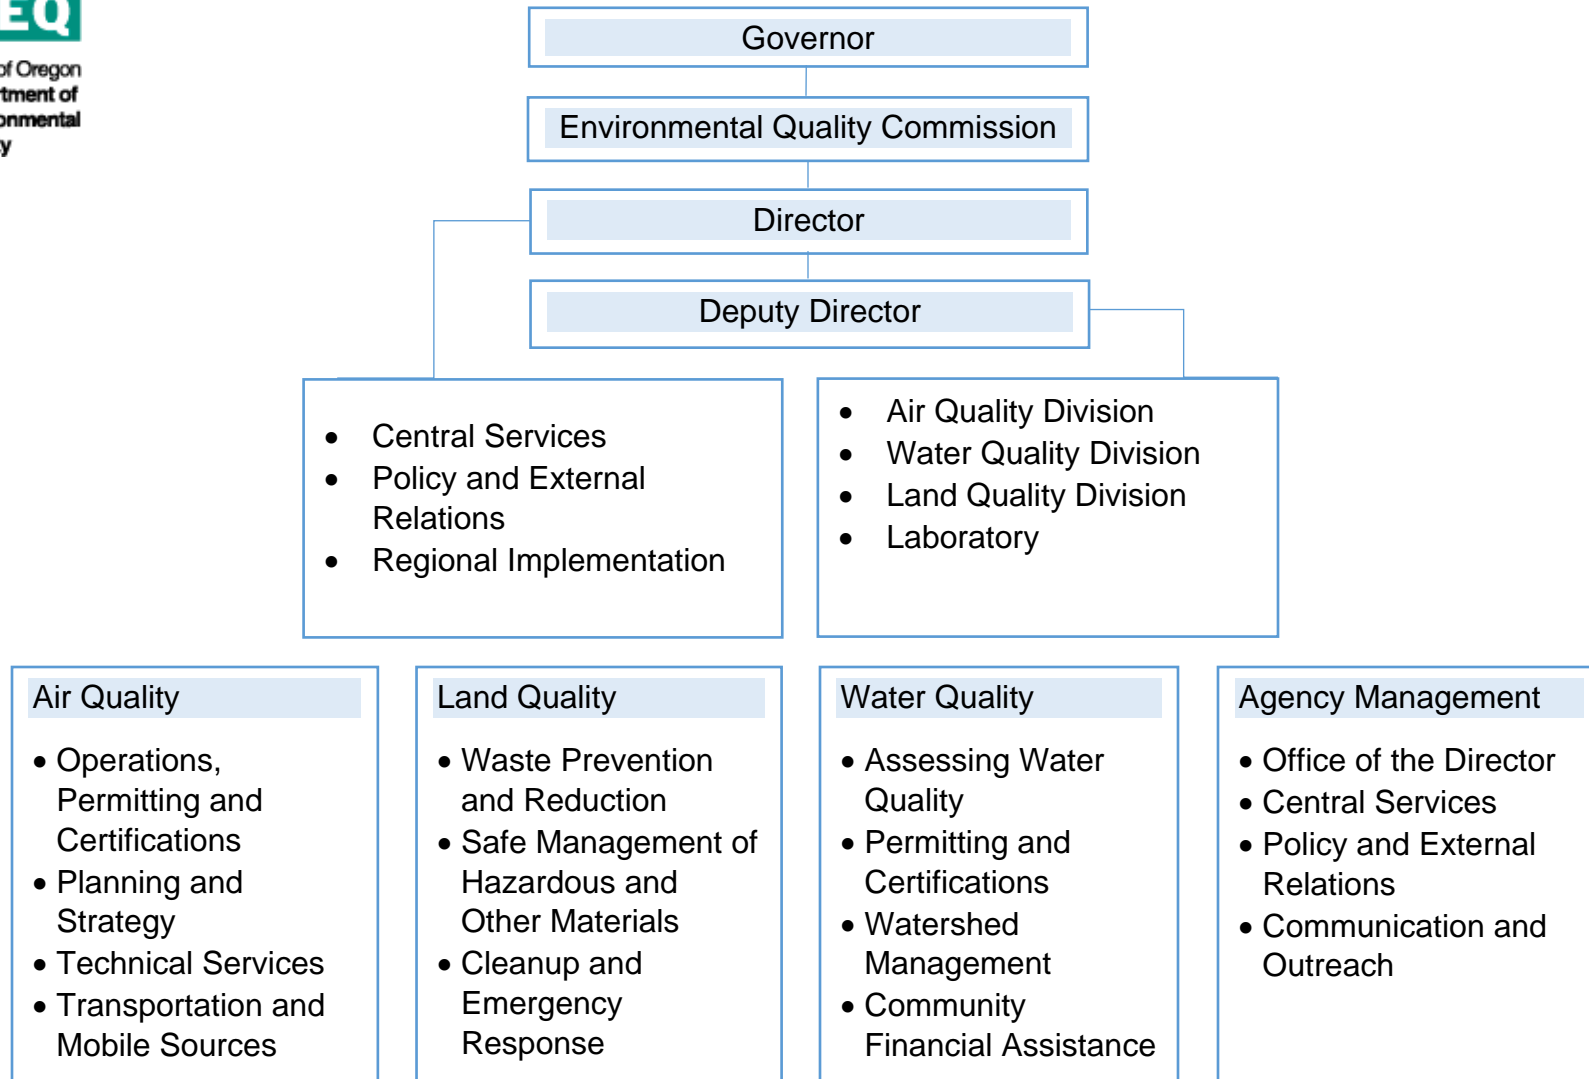 EQ
of Oregon
Governor
Environmental Quality Commission
Director
Deputy Director
• Central Services
• Policy and External
Relations
• Regional Implementation
• Air Quality Division
• Water Quality Division
• Land Quality Division
• Laboratory
Air Quality
• Operations,
Permitting and
Certifications
• Planning and
Strategy
• Technical Services
• Transportation and
Mobile Sources
Land Quality
• Waste Prevention
and Reduction
• Safe Management of
Hazardous and
Other Materials
• Cleanup and
Emergency
Response
Water Quality
• Assessing Water
Quality
• Permitting and
Certifications
• Watershed
Management
• Community
Financial Assistance
Agency Management
• Office of the Director
• Central Services
• Policy and External
Relations
• Communication and
Outreach